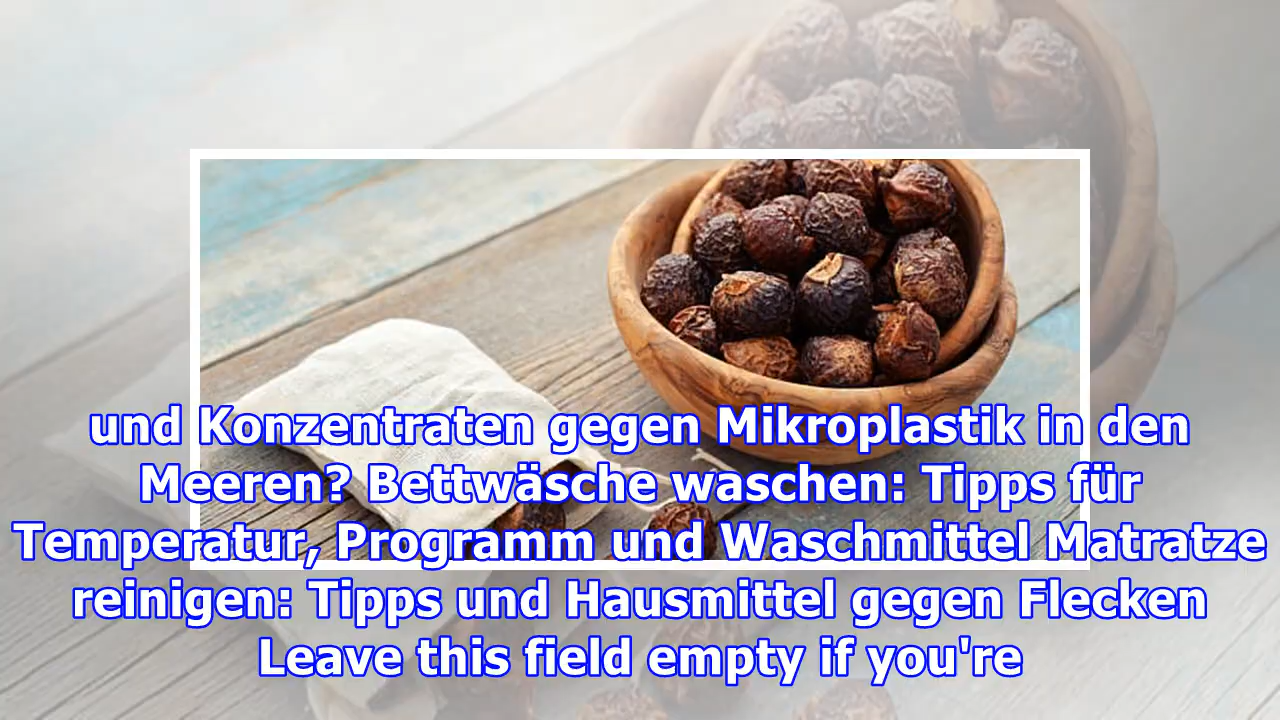 und Konzentraten gegen Mikroplastik in den
Meeren? Bettwäsche waschen: Tipps für
Temperatur, Programm und Waschmittel Matratze
reinigen: Tipps und Hausmittel gegen Flecken
Leave this field empty if you're